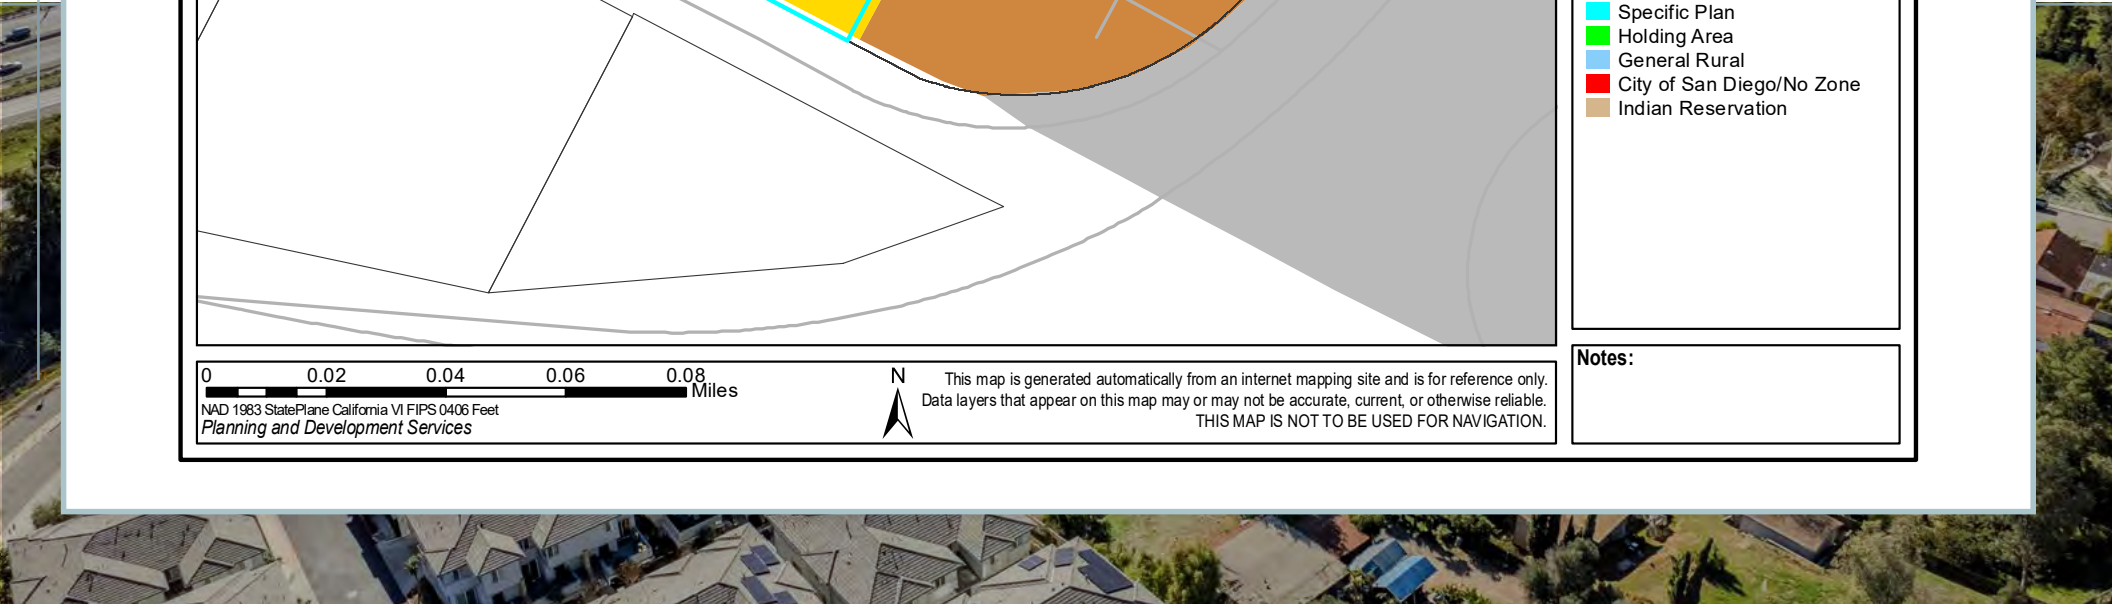 Specific Plan
Holding Area
General Rural
City of San Diego/No Zone
Indian Reservation
0 0.02 0.04 0.06 0.08
Miles
NAD 1983 StatePlane California VI FIPS 0406 Feet
Planning and Development Services
N
This map is generated automatically from an internet mapping site and is for reference only.
Data layers that appear on this map may or may not be accurate, current, or otherwise reliable.
THIS MAP IS NOT TO BE USED FOR NAVIGATION.
Notes: